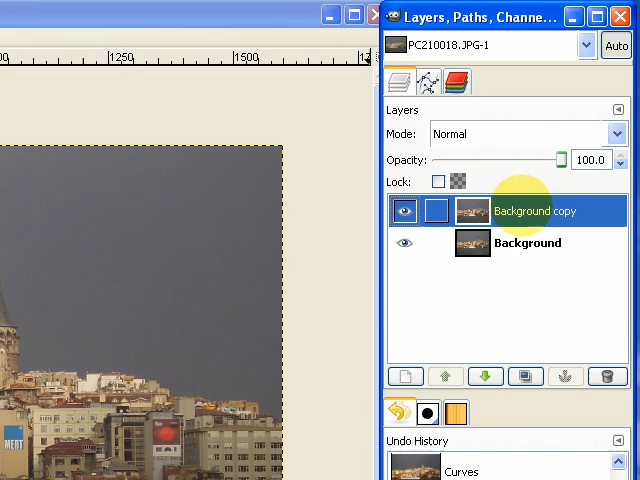 Layers, Paths, Channe...
PC210018.JPG-1
Auto
1250
1500
Layers
Mode: Normal
Opacity: 100.0
Lock:
Background copy
Background
MERT
Undo History
Curves